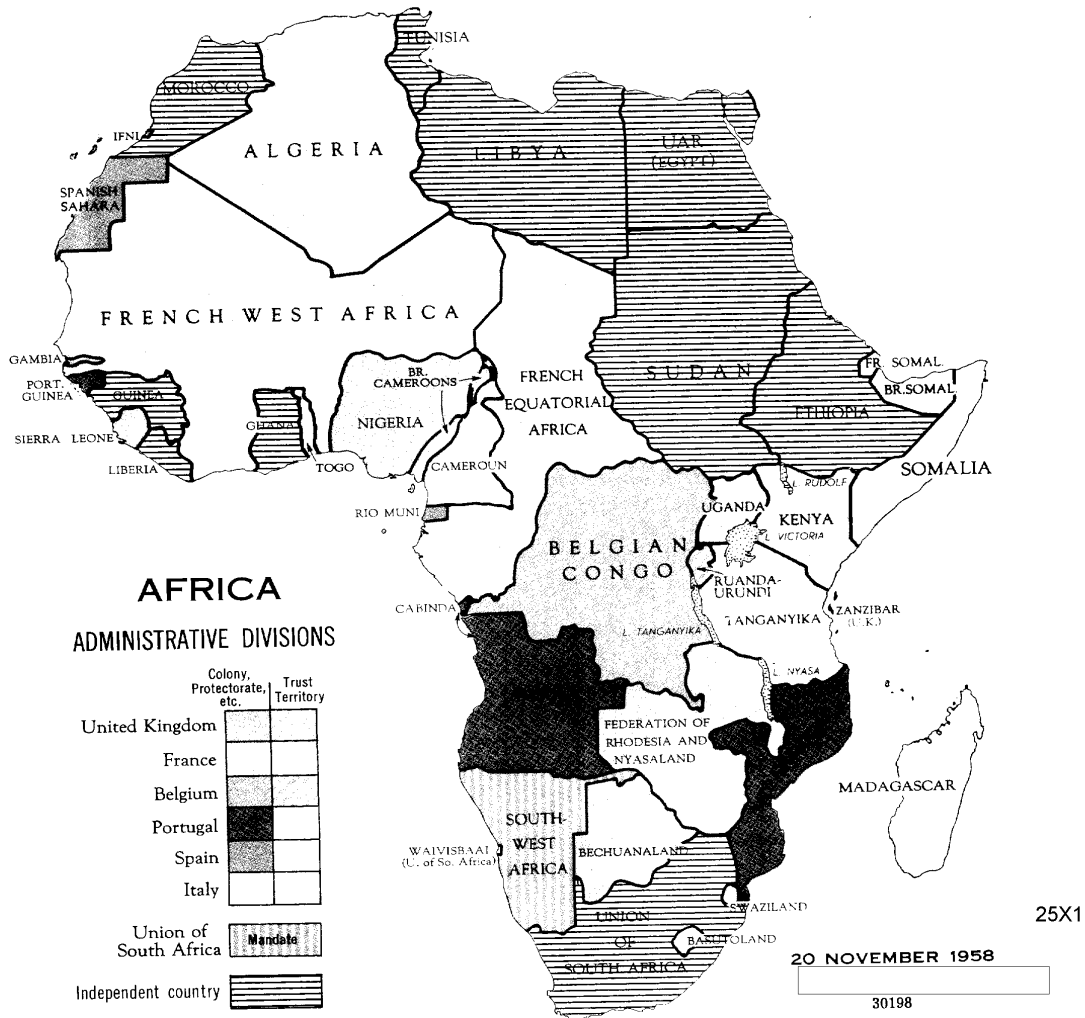 TUNISIA
MOROCCO
IFNI
ALGERIA
LIBYA
UAR
(EGYPT)
SPANISH
SAHARA
FRENCH WEST AFRICA
GAMBIA
PORT.
GUINEA
GUINEA
SIERRA LEONE
LIBERIA
GHANA
TOGO
NIGERIA
BR.
CAMEROONS
CAMEROUN
FRENCH
EQUATORIAL
AFRICA
SUDAN
FR. SOMAL.
BR. SOMAL.
ETHIOPIA
SOMALIA
L. RUDOLF
RIO MUNI
UGANDA
KENYA
L. VICTORIA
BELGIAN
CONGO
RUANDA-
URUNDI
CABINDA
L. TANGANYIKA
TANGANYIKA
ZANZIBAR
(U.K.)
L. NYASA
FEDERATION OF
RHODESIA AND
NYASALAND
MADAGASCAR
SOUTH-
WEST
AFRICA
WAIVISBAAI
(U. of So. Africa)
BECHUANALAND
SWAZILAND
UNION
OF
SOUTH AFRICA
BASUTOLAND
AFRICA
ADMINISTRATIVE DIVISIONS
Colony,
Protectorate,
etc.
Trust
Territory
United Kingdom
France
Belgium
Portugal
Spain
Italy
Union of
South Africa
Mandate
Independent country
25X1
20 NOVEMBER 1958
30198